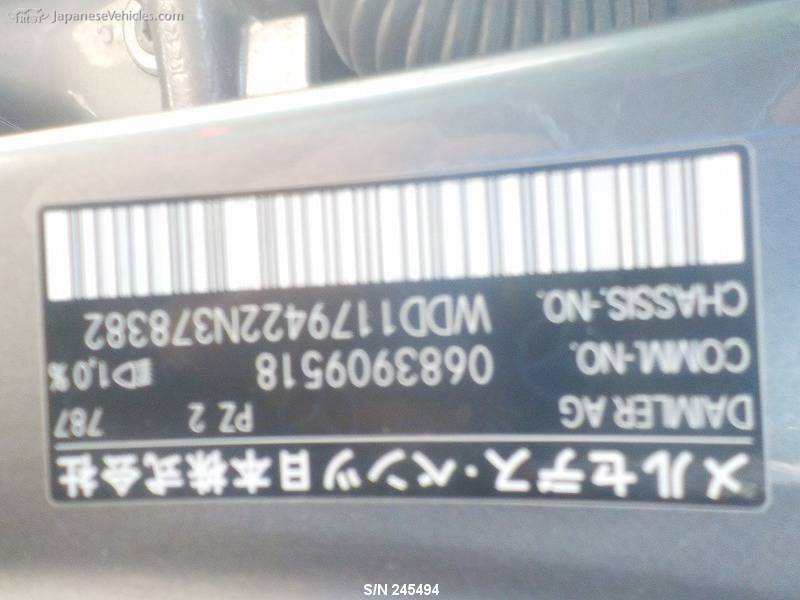 JapaneseVehicles.com
メルセデス・ベンツ日本株式会社
DAIMLER AG PZ 2 787
COMM.-NO. 0683909518 1,0%
CHASSIS.-NO. WDD1179422N378382
S/N 245494